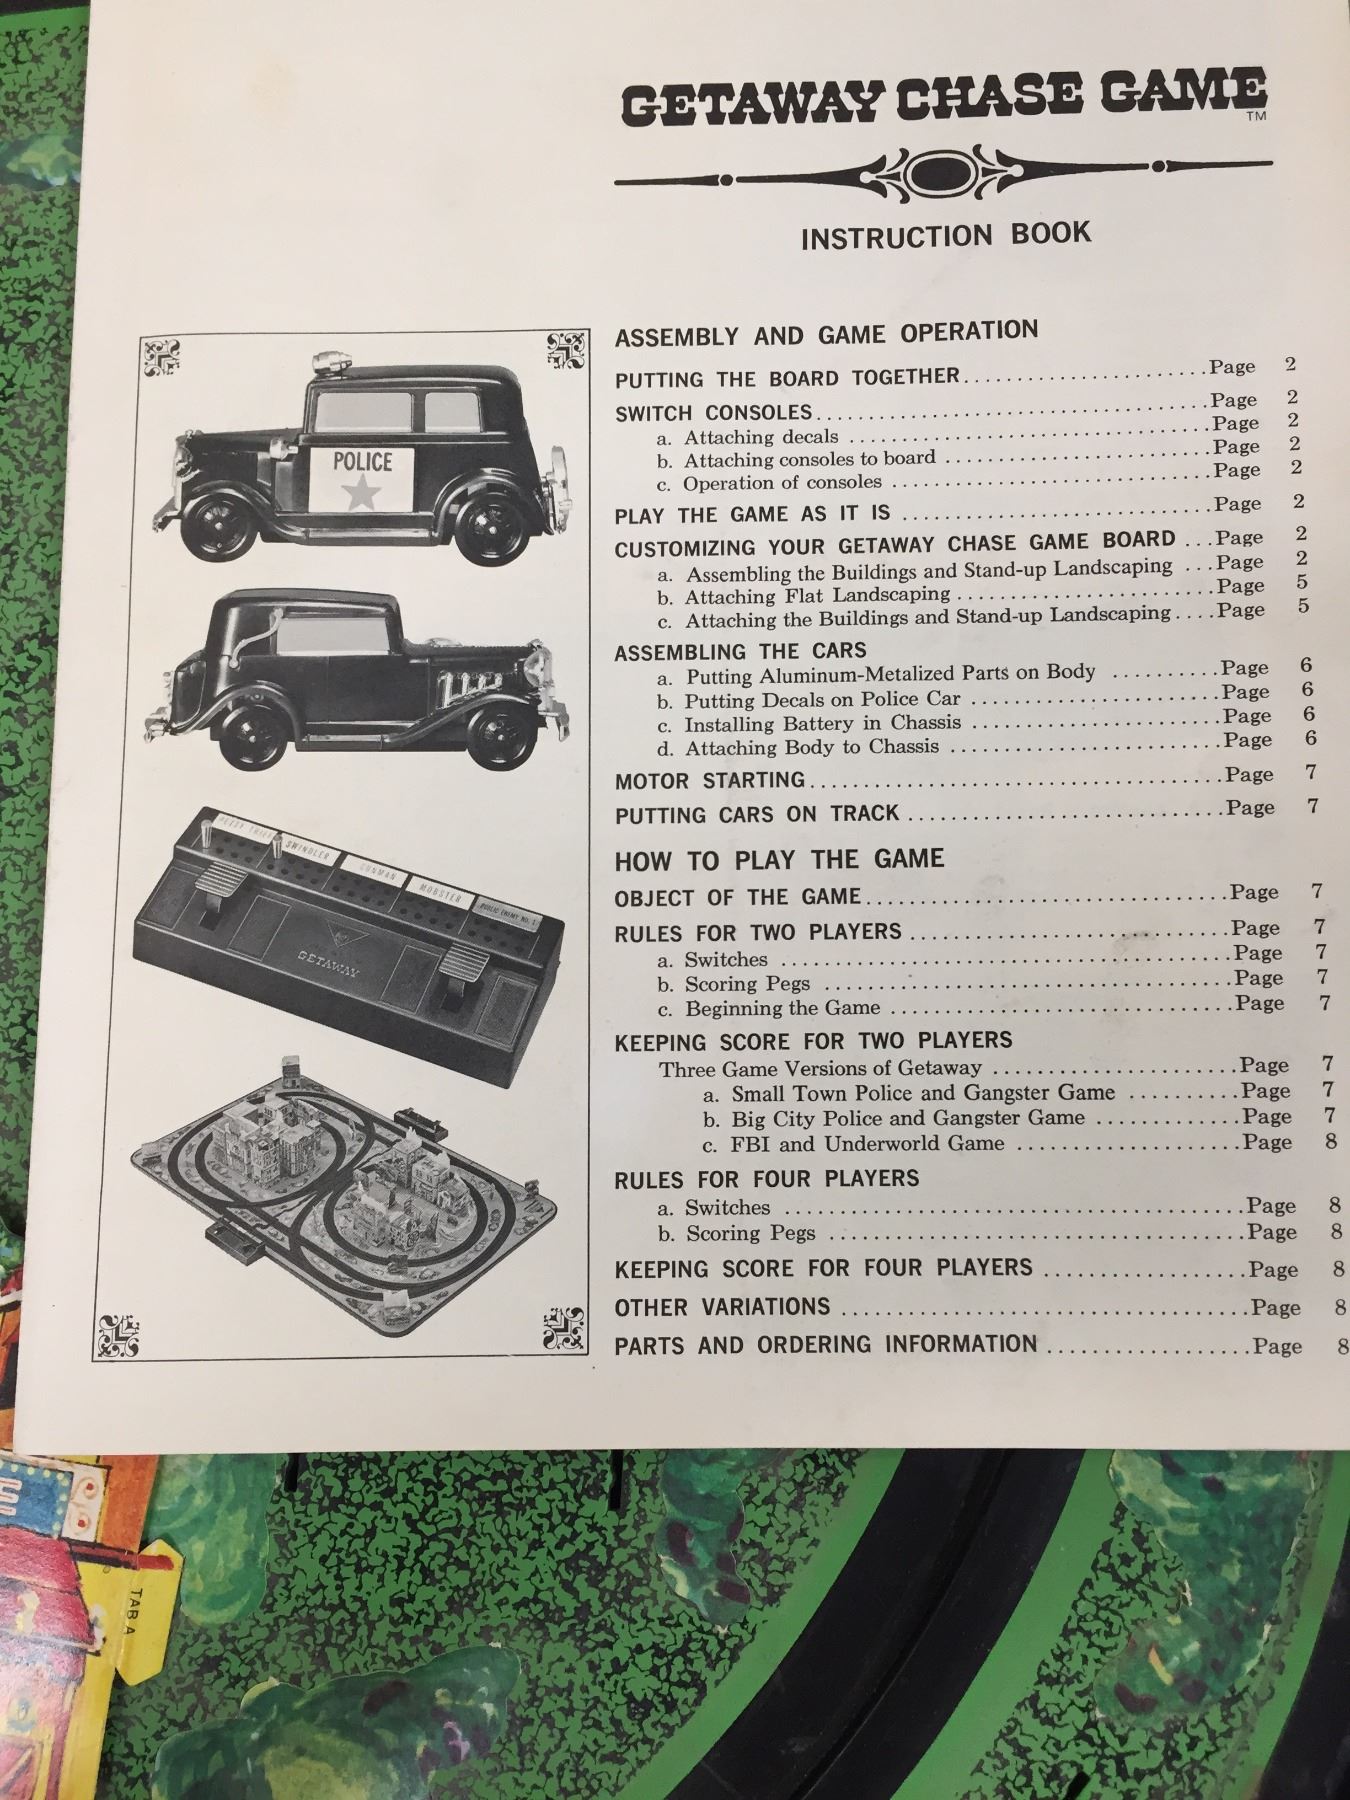 GETAWAY CHASE GAME
TM
INSTRUCTION BOOK
ASSEMBLY AND GAME OPERATION
PUTTING THE BOARD TOGETHER........................Page 2
SWITCH CONSOLES......................................Page 2
a. Attaching decals ..................................Page 2
b. Attaching consoles to board .........................Page 2
c. Operation of consoles ..............................Page 2
PLAY THE GAME AS IT IS .............................Page 2
CUSTOMIZING YOUR GETAWAY CHASE GAME BOARD ...Page 2
a. Assembling the Buildings and Stand-up Landscaping ...Page 2
b. Attaching Flat Landscaping .........................Page 5
c. Attaching the Buildings and Stand-up Landscaping....Page 5
ASSEMBLING THE CARS
a. Putting Aluminum-Metalized Parts on Body ..........Page 6
b. Putting Decals on Police Car ........................Page 6
c. Installing Battery in Chassis .........................Page 6
d. Attaching Body to Chassis ..........................Page 6
MOTOR STARTING.......................................Page 7
PUTTING CARS ON TRACK ..............................Page 7
HOW TO PLAY THE GAME
OBJECT OF THE GAME...................................Page 7
RULES FOR TWO PLAYERS ..............................Page 7
a. Switches ...........................................Page 7
b. Scoring Pegs .......................................Page 7
c. Beginning the Game .................................Page 7
KEEPING SCORE FOR TWO PLAYERS
Three Game Versions of Getaway .......................Page 7
a. Small Town Police and Gangster Game ..........Page 7
b. Big City Police and Gangster Game .............Page 7
c. FBI and Underworld Game .....................Page 8
RULES FOR FOUR PLAYERS
a. Switches ...........................................Page 8
b. Scoring Pegs .......................................Page 8
KEEPING SCORE FOR FOUR PLAYERS ...................Page 8
OTHER VARIATIONS .....................................Page 8
PARTS AND ORDERING INFORMATION ..................Page 8
POLICE
PETTY THIEF
SWINDLER
GUNMAN
MOBSTER
PUBLIC ENEMY NO. 1
GETAWAY
TAB A